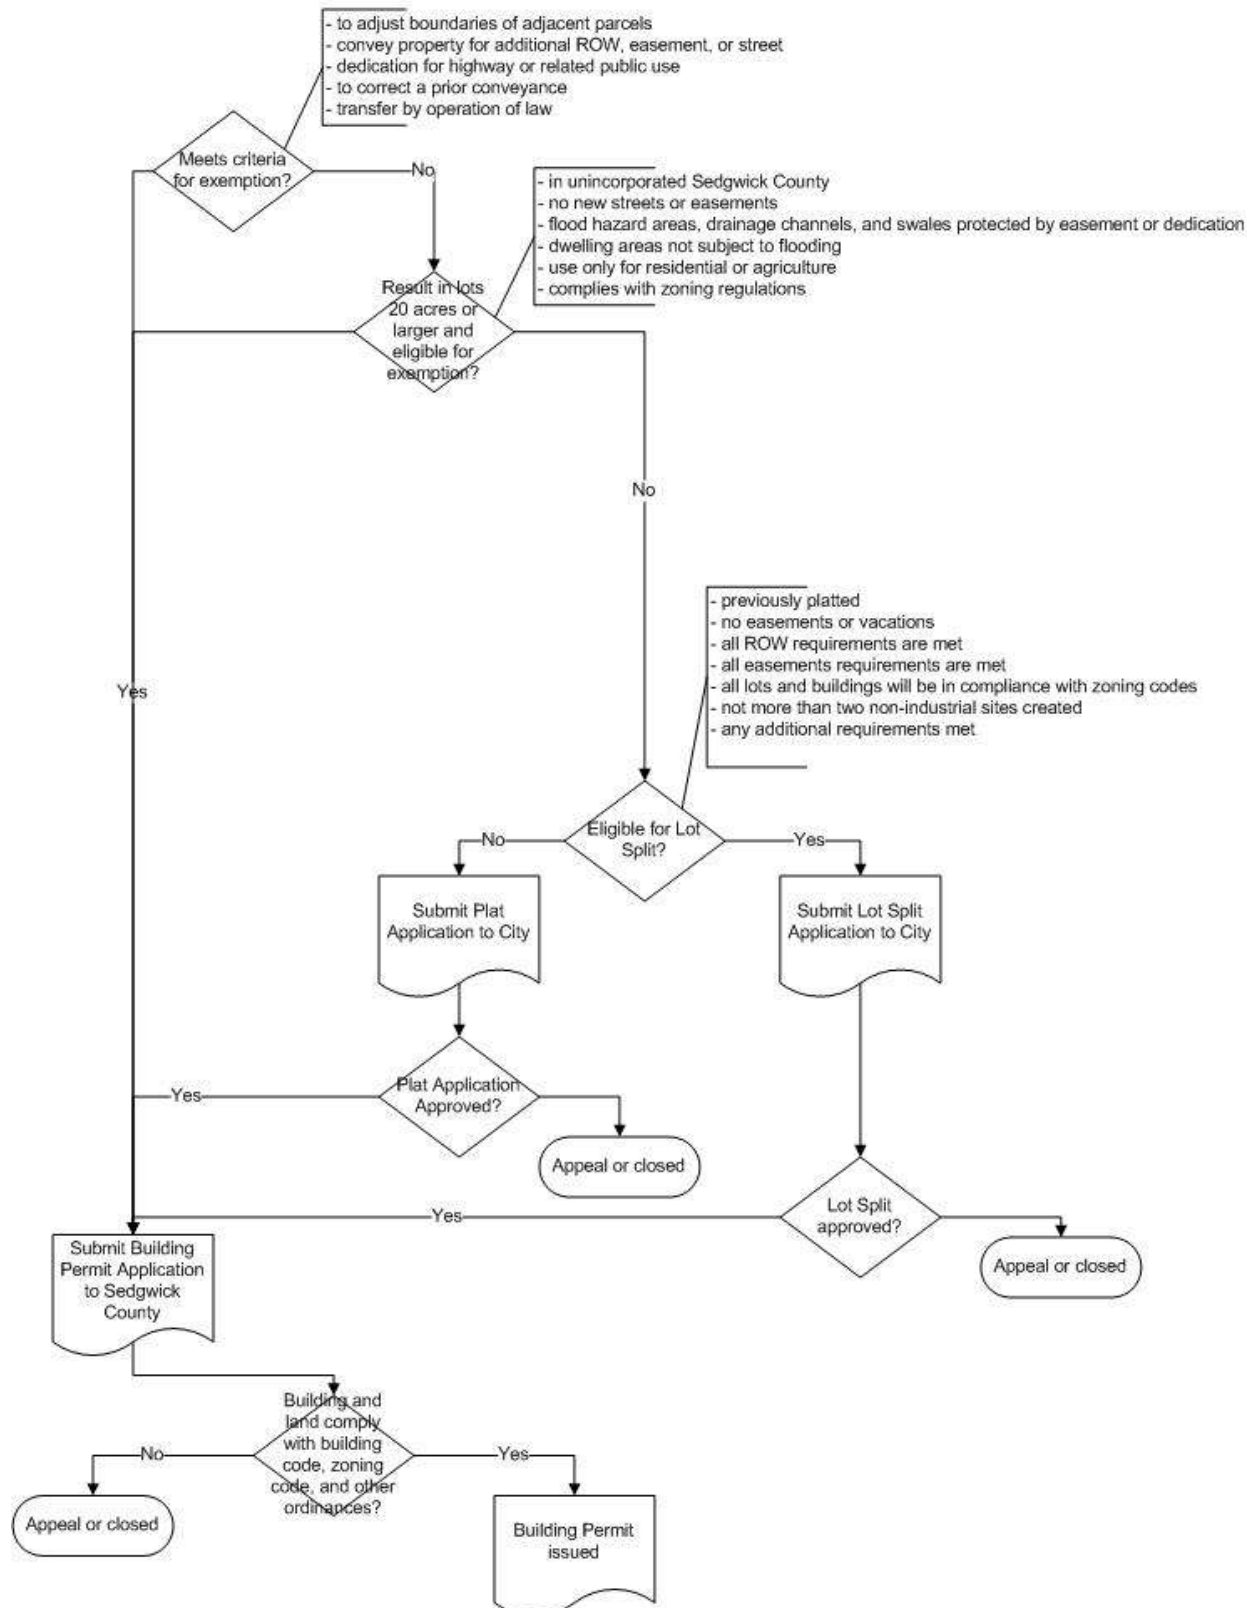 - to adjust boundaries of adjacent parcels
- convey property for additional ROW, easement, or street
- dedication for highway or related public use
- to correct a prior conveyance
- transfer by operation of law
Meets criteria
for exemption?
No
- in unincorporated Sedgwick County
- no new streets or easements
- flood hazard areas, drainage channels, and swales protected by easement or dedication
- dwelling areas not subject to flooding
- use only for residential or agriculture
- complies with zoning regulations
Result in lots
20 acres or
larger and
eligible for
exemption?
No
- previously platted
- no easements or vacations
- all ROW requirements are met
- all easements requirements are met
- all lots and buildings will be in compliance with zoning codes
- not more than two non-industrial sites created
- any additional requirements met
Yes
Eligible for Lot
Split?
No
Yes
Submit Plat
Application to City
Submit Lot Split
Application to City
Plat Application
Approved?
Yes
Appeal or closed
Lot Split
approved?
Yes
Appeal or closed
Submit Building
Permit Application
to Sedgwick
County
Building and
land comply
with building
code, zoning
code, and other
ordinances?
No
Yes
Appeal or closed
Building Permit
issued